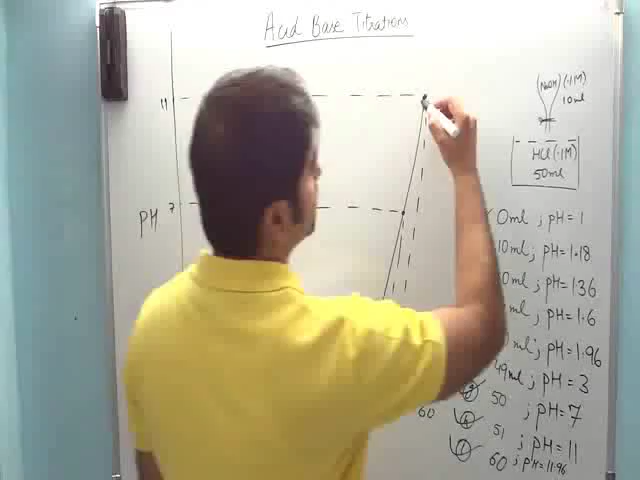 Acid Base Titrations
11
7
PH
60
NaOH (.1M)
10ml
HCl (.1M)
50ml
0ml ; pH = 1
10ml ; pH = 1.18
0ml ; pH = 1.36
ml ; pH = 1.6
ml ; pH = 1.96
49ml ; pH = 3
50 ; pH = 7
51 ; pH = 11
60 ; pH = 11.96